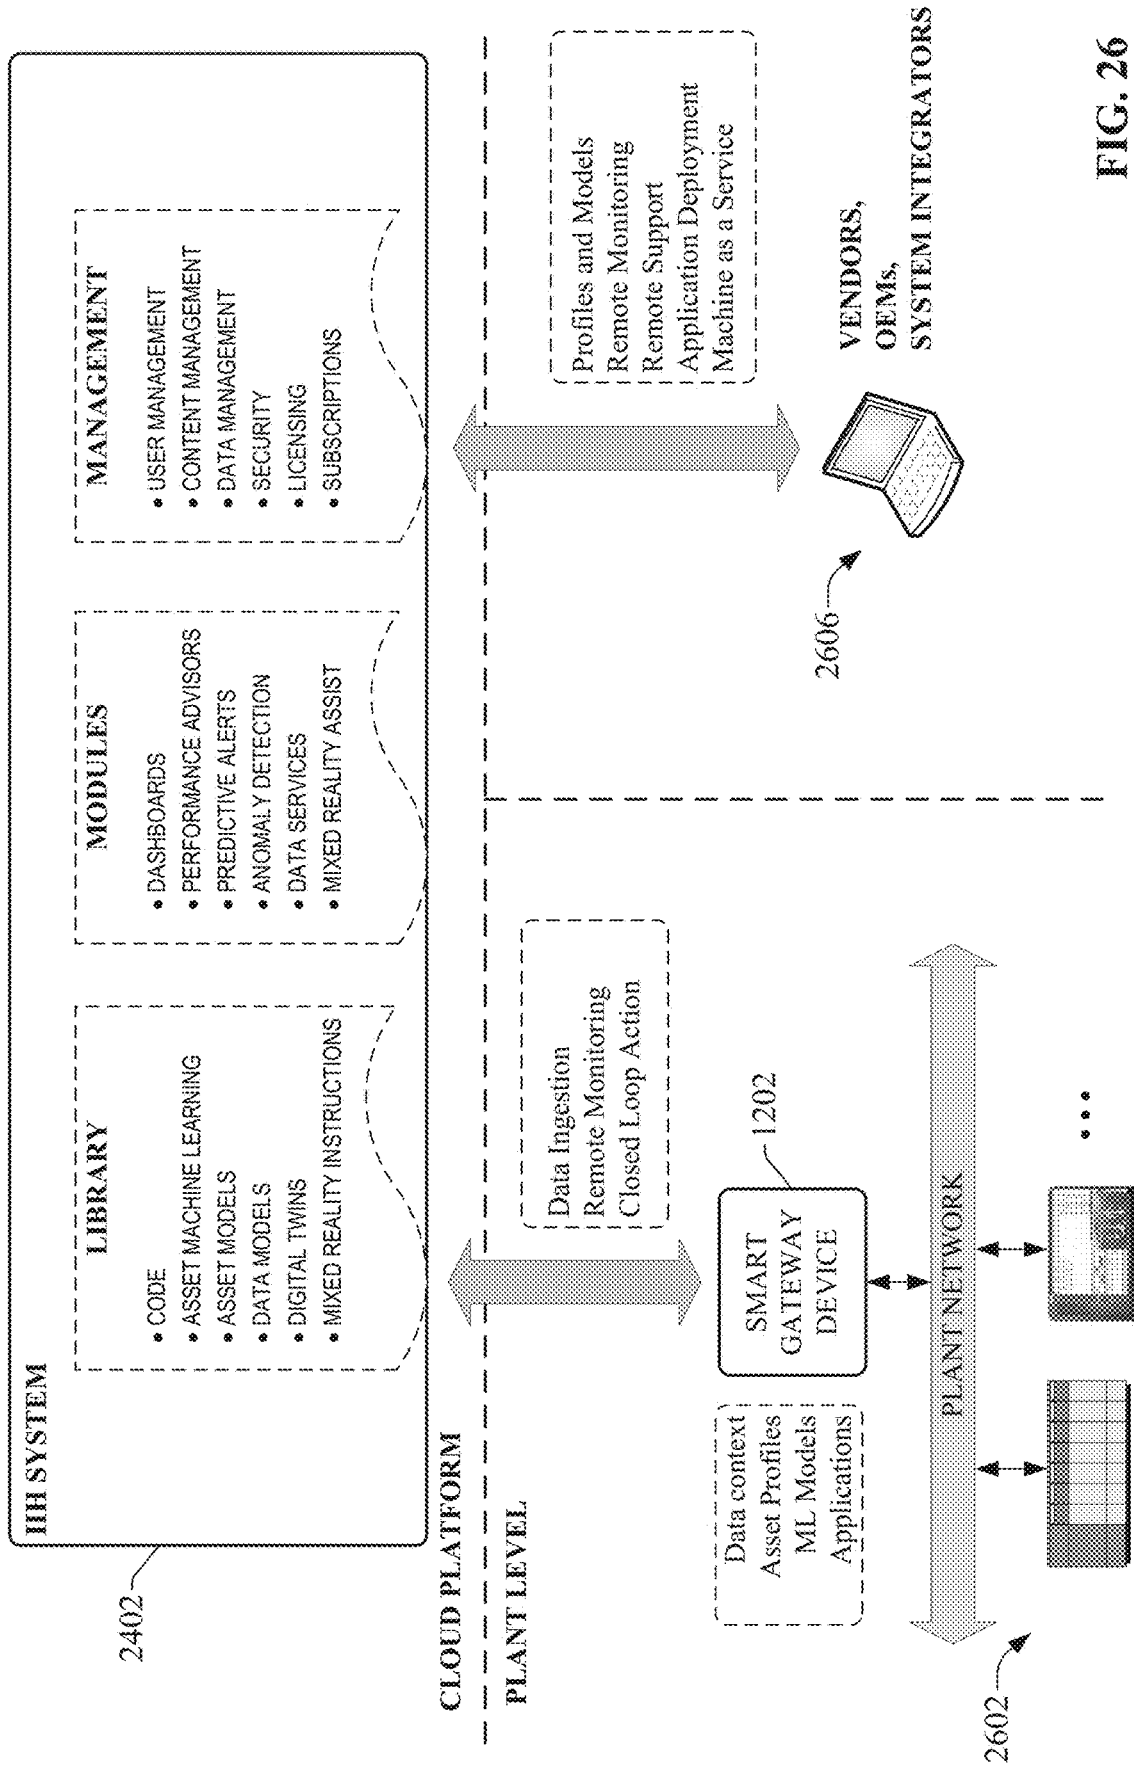 IIH SYSTEM
2402
LIBRARY
• CODE
• ASSET MACHINE LEARNING
• ASSET MODELS
• DATA MODELS
• DIGITAL TWINS
• MIXED REALITY INSTRUCTIONS
MODULES
• DASHBOARDS
• PERFORMANCE ADVISORS
• PREDICTIVE ALERTS
• ANOMALY DETECTION
• DATA SERVICES
• MIXED REALITY ASSIST
MANAGEMENT
• USER MANAGEMENT
• CONTENT MANAGEMENT
• DATA MANAGEMENT
• SECURITY
• LICENSING
• SUBSCRIPTIONS
CLOUD PLATFORM
PLANT LEVEL
Data Ingestion
Remote Monitoring
Closed Loop Action
Profiles and Models
Remote Monitoring
Remote Support
Application Deployment
Machine as a Service
Data context
Asset Profiles
ML Models
Applications
SMART
GATEWAY
DEVICE
1202
2606
VENDORS,
OEMs,
SYSTEM INTEGRATORS
PLANT NETWORK
2602
...
FIG. 26